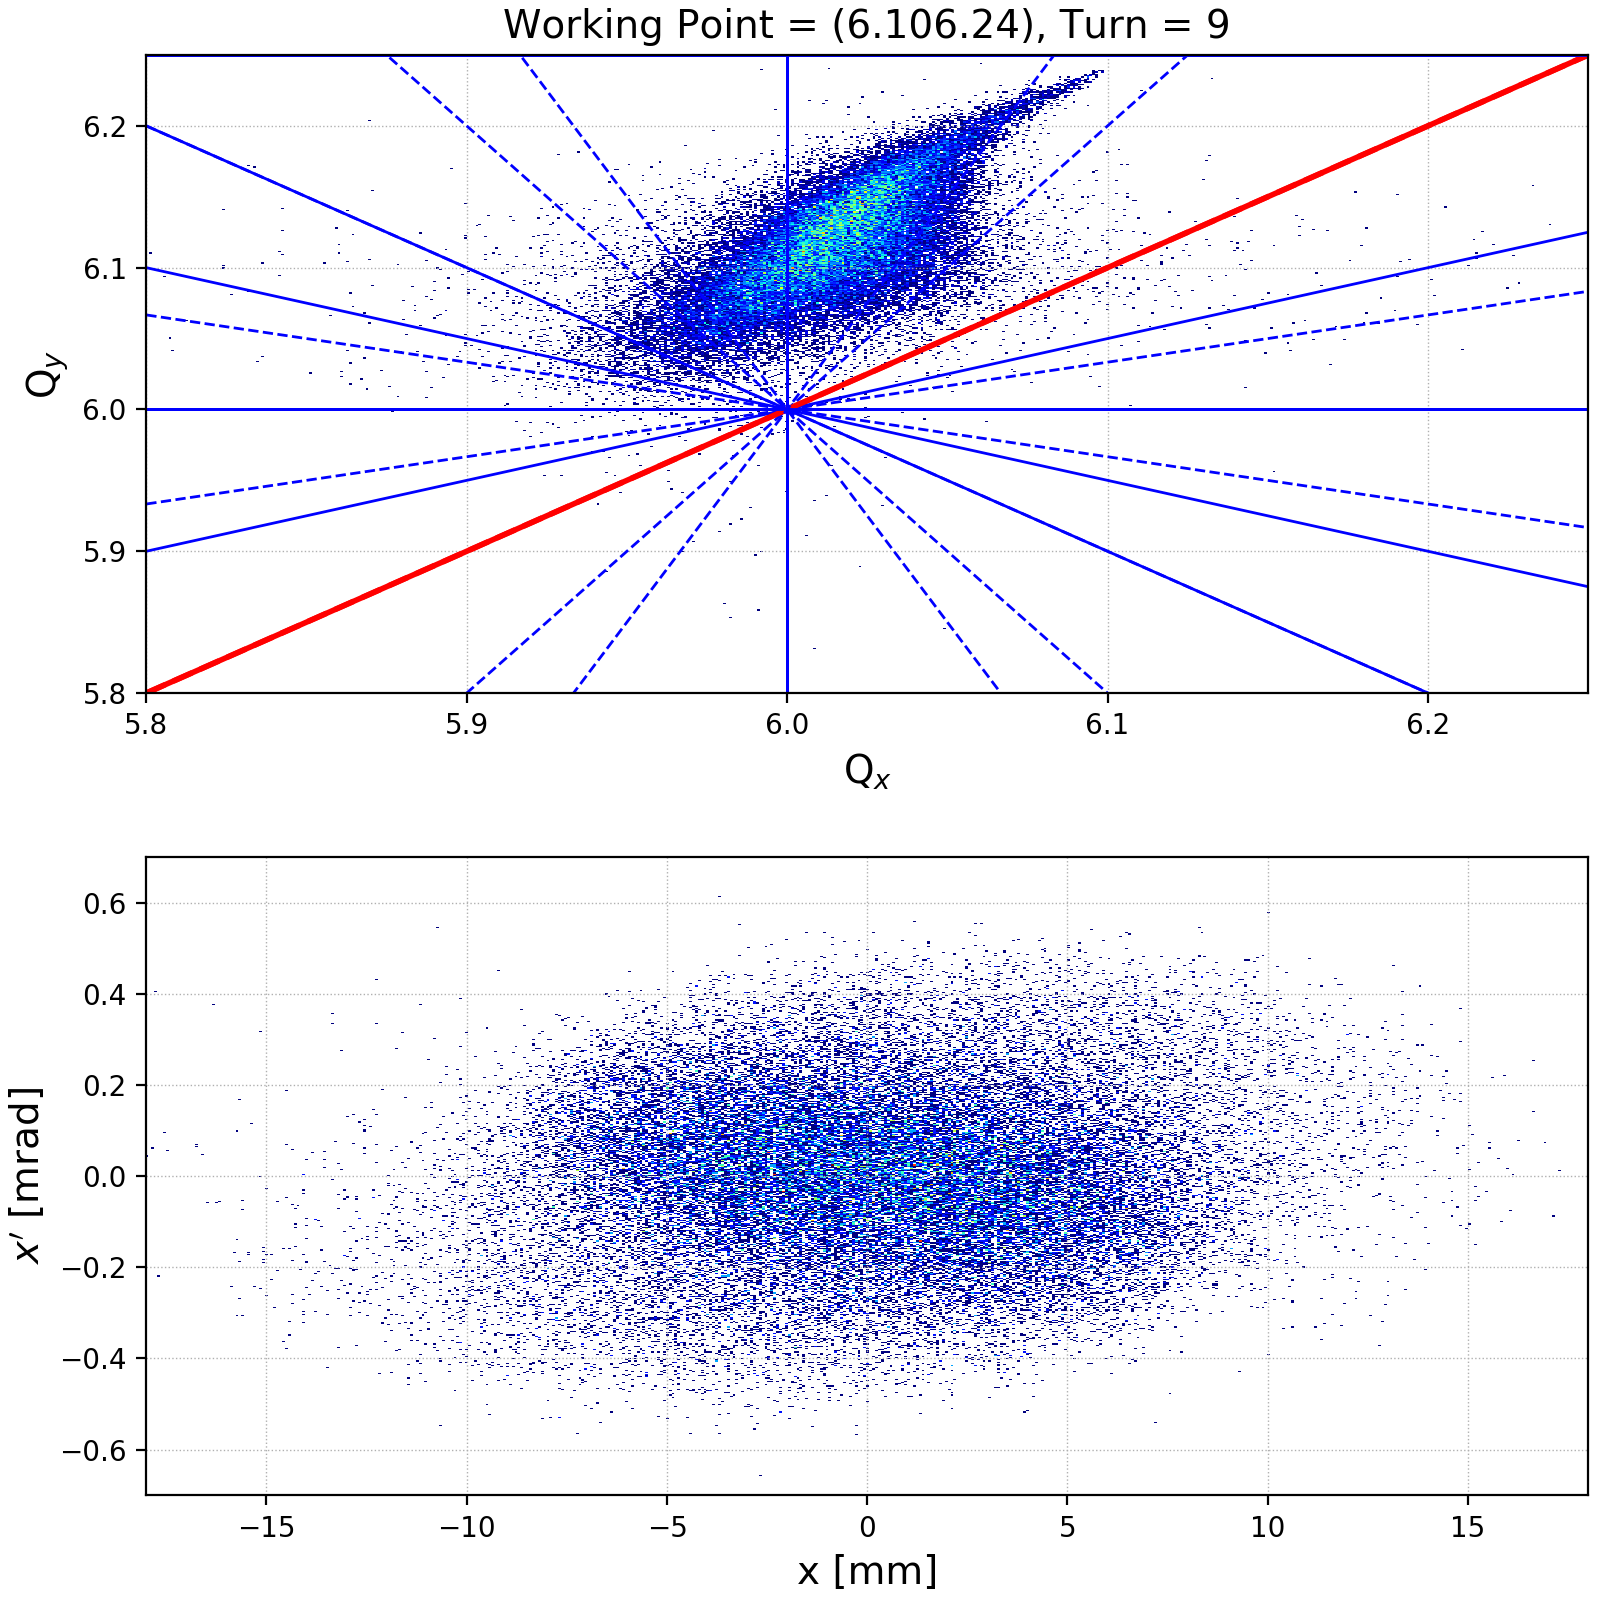 Working Point = (6.106.24), Turn = 9
6.2
6.1
6.0
5.9
5.8
Q_y
5.8 5.9 6.0 6.1 6.2
Q_x
0.6
0.4
0.2
0.0
−0.2
−0.4
−0.6
x′ [mrad]
−15 −10 −5 0 5 10 15
x [mm]